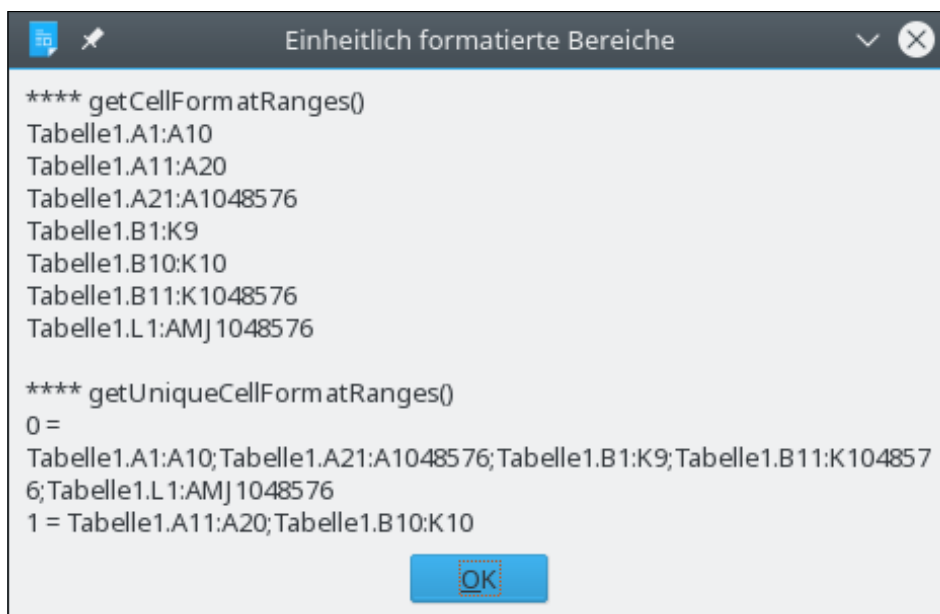 Einheitlich formatierte Bereiche
**** getCellFormatRanges()
Tabelle1.A1:A10
Tabelle1.A11:A20
Tabelle1.A21:A1048576
Tabelle1.B1:K9
Tabelle1.B10:K10
Tabelle1.B11:K1048576
Tabelle1.L1:AMJ1048576
**** getUniqueCellFormatRanges()
0 =
Tabelle1.A1:A10;Tabelle1.A21:A1048576;Tabelle1.B1:K9;Tabelle1.B11:K104857
6;Tabelle1.L1:AMJ1048576
1 = Tabelle1.A11:A20;Tabelle1.B10:K10
OK